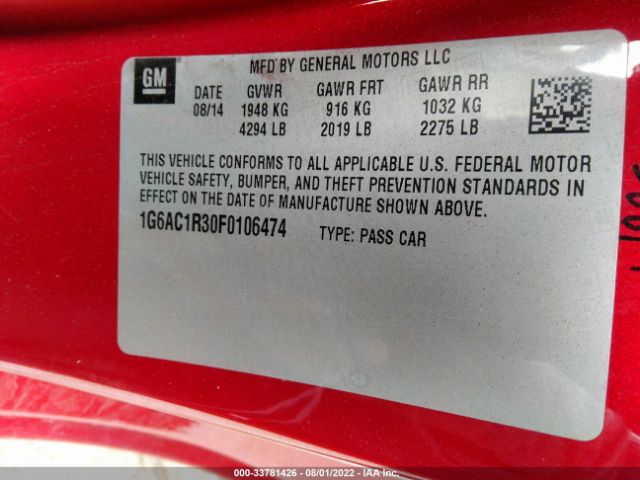 GM
MFD BY GENERAL MOTORS LLC
DATE GVWR GAWR FRT GAWR RR
08/14 1948 KG 916 KG 1032 KG
4294 LB 2019 LB 2275 LB
THIS VEHICLE CONFORMS TO ALL APPLICABLE U.S. FEDERAL MOTOR
VEHICLE SAFETY, BUMPER, AND THEFT PREVENTION STANDARDS IN
EFFECT ON THE DATE OF MANUFACTURE SHOWN ABOVE.
1G6AC1R30F0106474 TYPE: PASS CAR
000-33781426 - 08/01/2022 - IAA Inc.